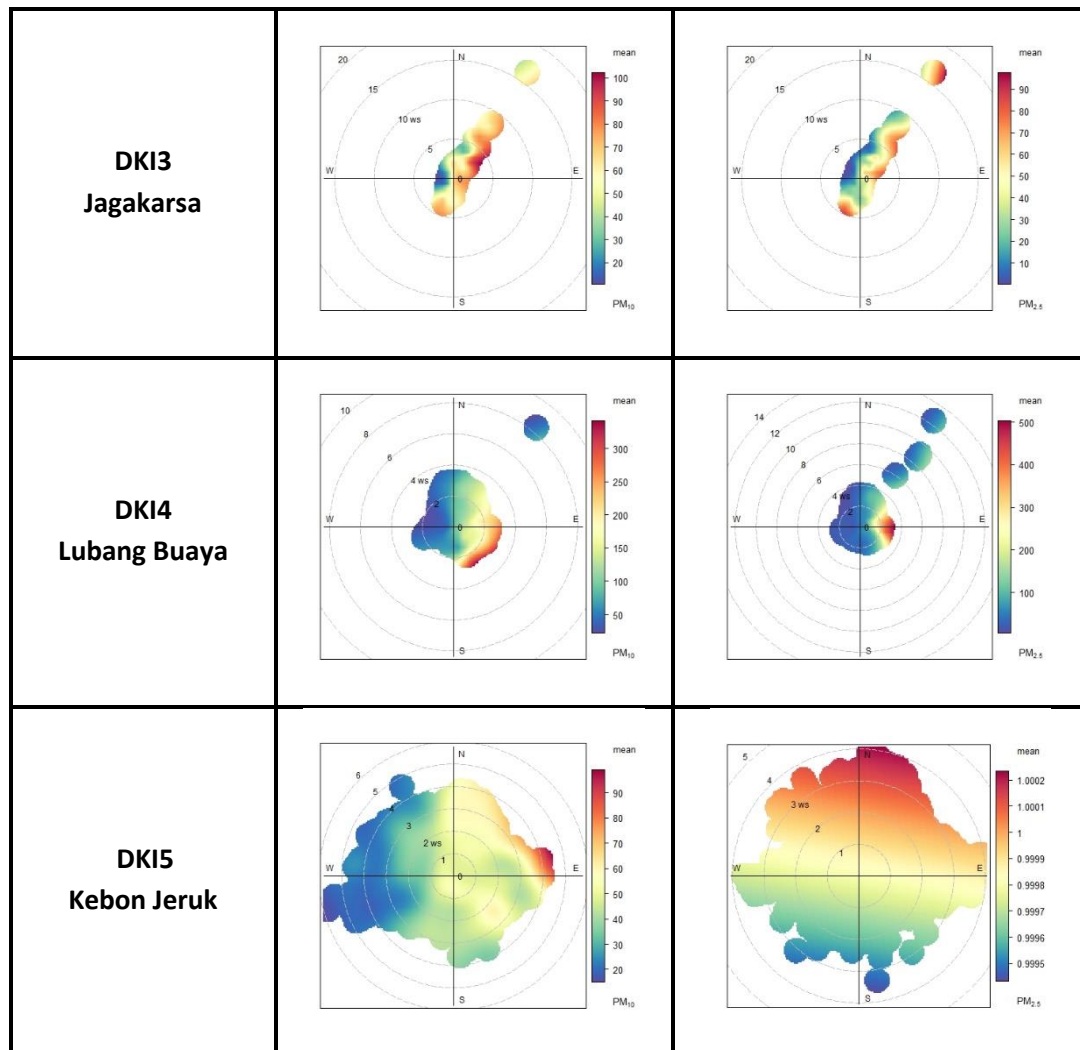 DKI3
Jagakarsa
20
15
10 ws
5
0
N
W
E
S
mean
100
90
80
70
60
50
40
30
20
PM₁₀
20
15
10 ws
5
0
N
W
E
S
mean
90
80
70
60
50
40
30
20
10
PM₂.₅
DKI4
Lubang Buaya
10
8
6
4 ws
2
0
N
W
E
S
mean
300
250
200
150
100
50
PM₁₀
14
12
10
8
6
4 ws
2
0
N
W
E
S
mean
500
400
300
200
100
PM₂.₅
DKI5
Kebon Jeruk
6
5
4
3
2 ws
1
0
N
W
E
S
mean
90
80
70
60
50
40
30
20
PM₁₀
5
4
3 ws
2
1
0
N
W
E
S
mean
1.0002
1.0001
1
0.9999
0.9998
0.9997
0.9996
0.9995
PM₂.₅